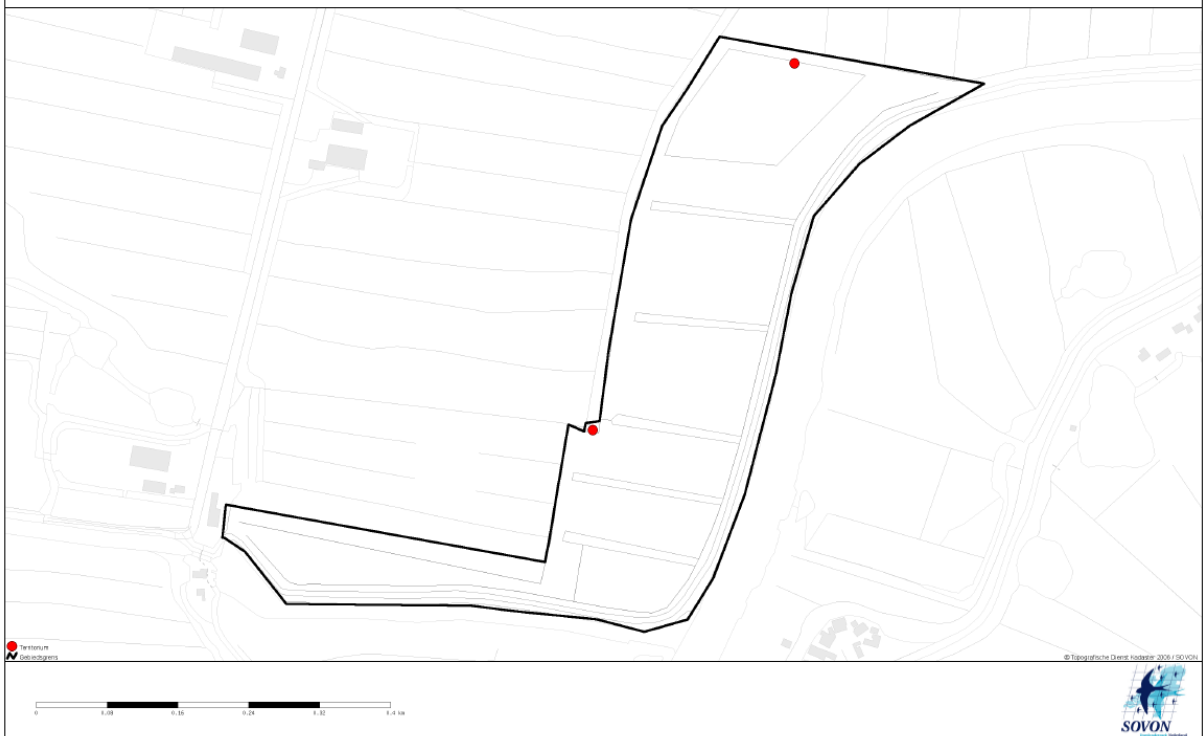 Territorium
Gebiedsgrens
© Topografische Dienst Kadaster 2006 / SOVON
0 0.08 0.16 0.24 0.32 0.4 km
SOVON